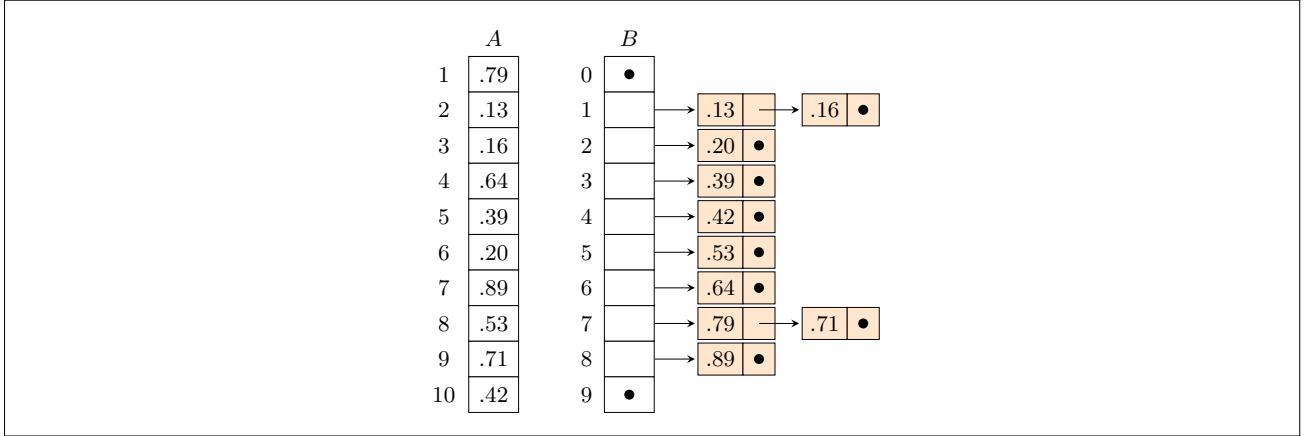 A B
1 .79 0
2 .13 1 .13 .16
3 .16 2 .20
4 .64 3 .39
5 .39 4 .42
6 .20 5 .53
7 .89 6 .64
8 .53 7 .79 .71
9 .71 8 .89
10 .42 9